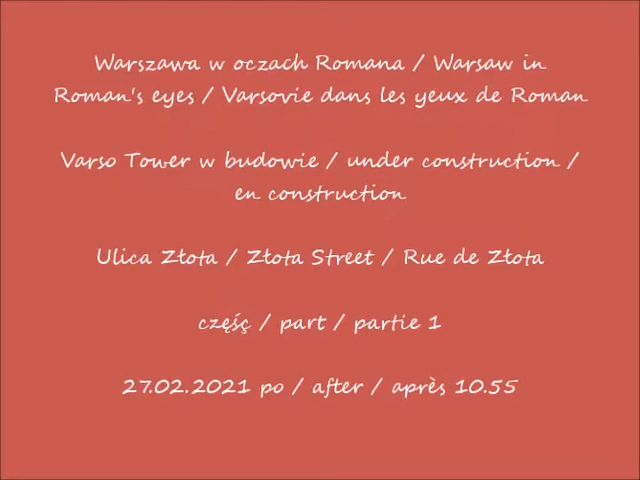 Warszawa w oczach Romana / Warsaw in
Roman's eyes / Varsovie dans les yeux de Roman
Varso Tower w budowie / under construction /
en construction
Ulica Złota / Złota Street / Rue de Złota
częśç / part / partie 1
27.02.2021 po / after / après 10.55